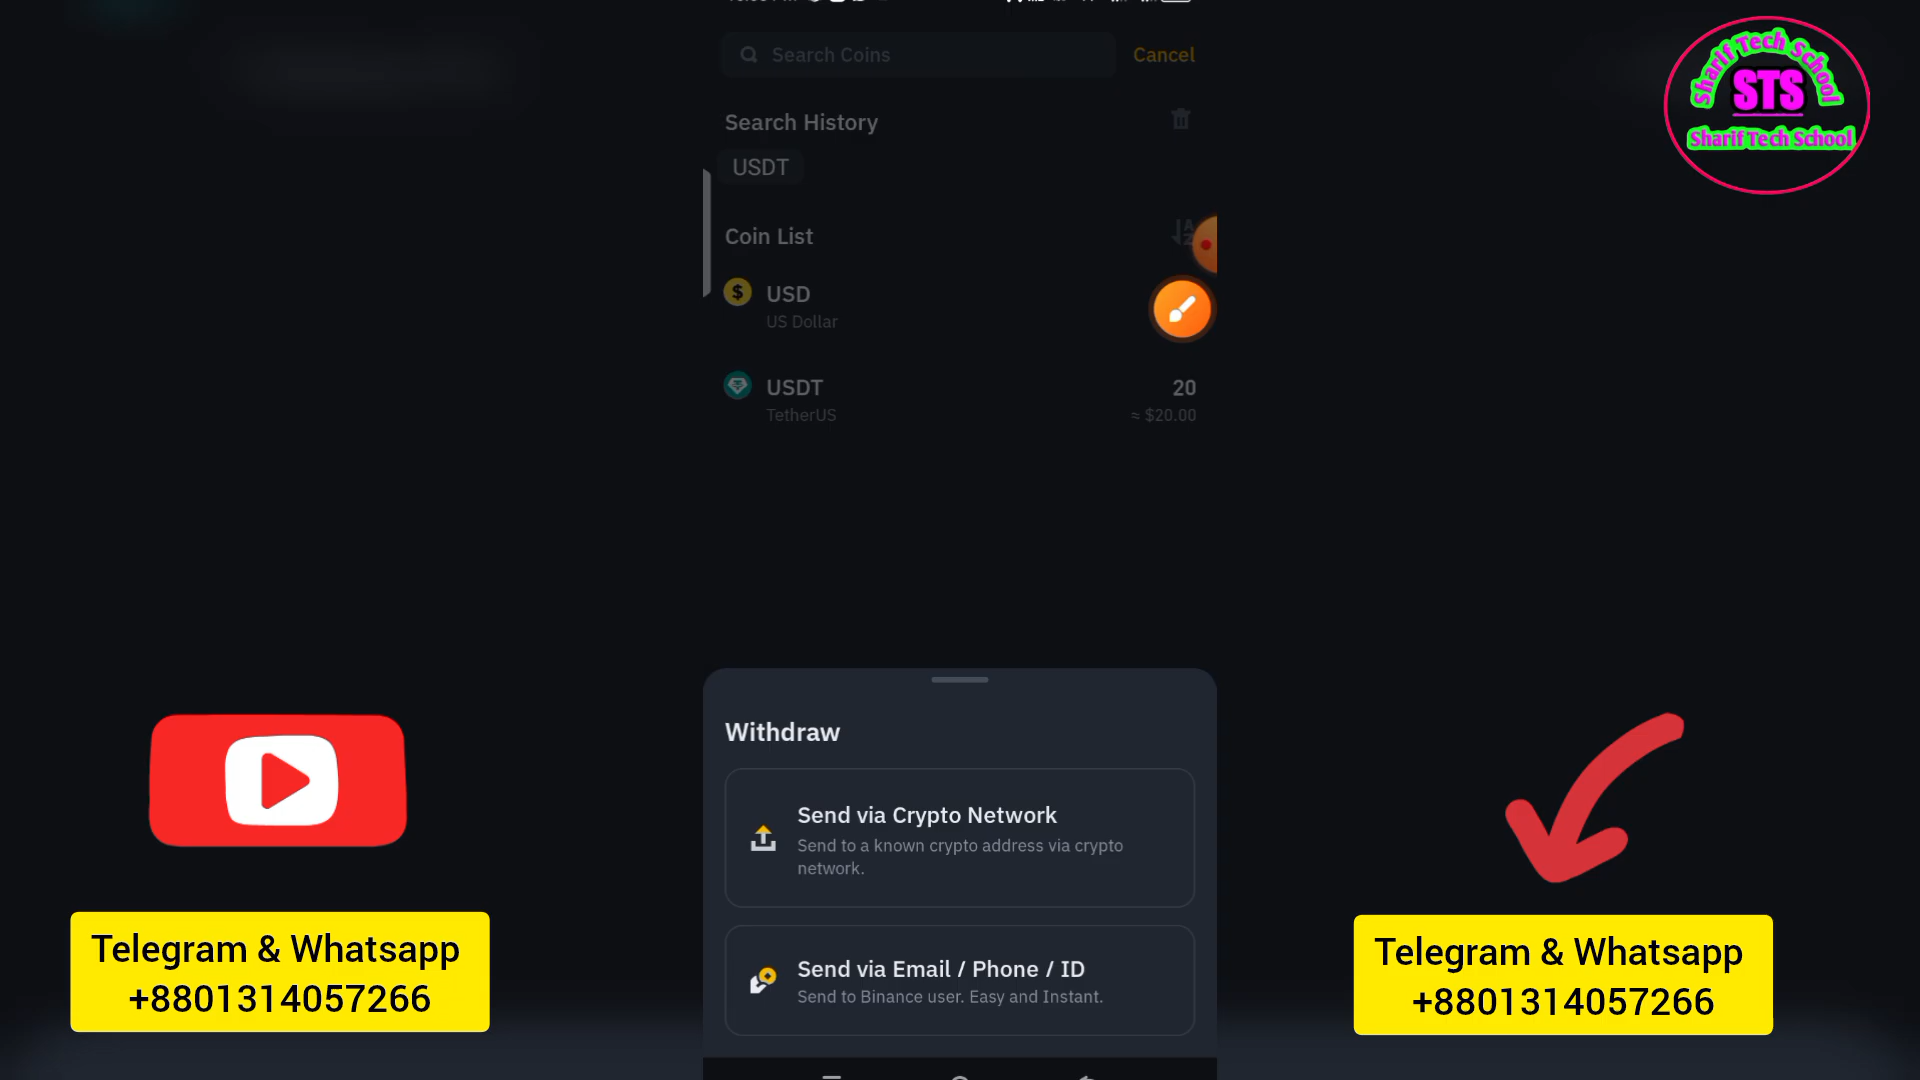 Search Coins
Cancel
Search History
USDT
Coin List
USD
US Dollar
USDT
20
TetherUS
≈ $20.00
Withdraw
Send via Crypto Network
Send to a known crypto address via crypto
network.
Send via Email / Phone / ID
Send to Binance user. Easy and Instant.
Sharif Tech School
STS
Sharif Tech School
Telegram & Whatsapp
+8801314057266
Telegram & Whatsapp
+8801314057266